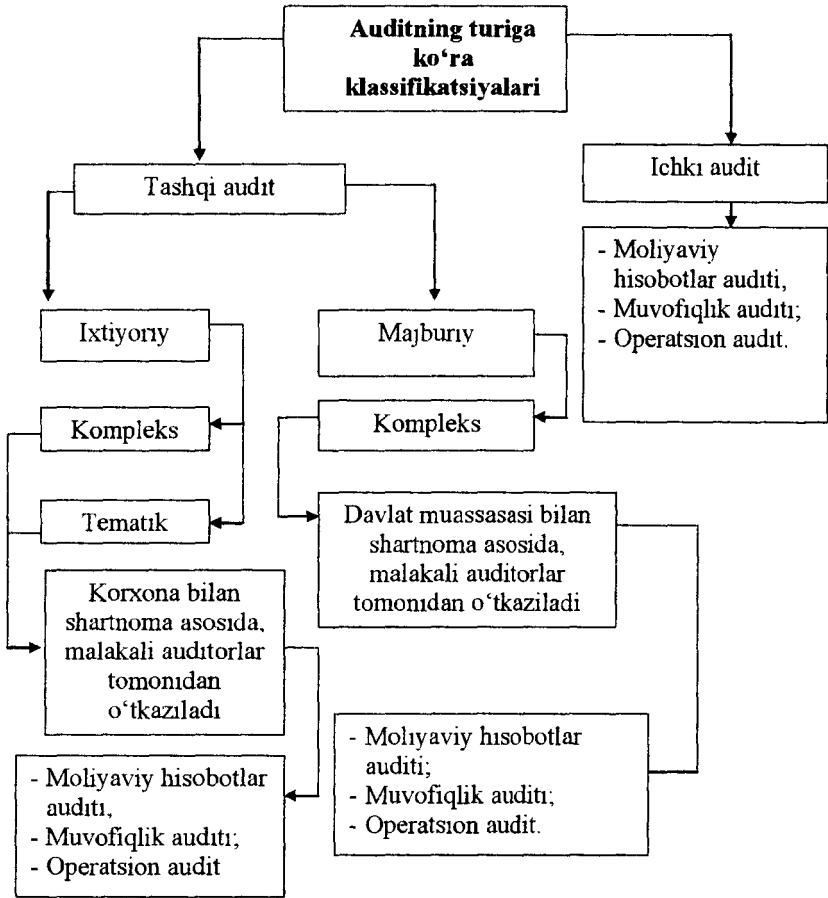 Auditning turiga
ko‘ra
klassifikatsiyalari
Tashqi audit
Ichki audit
- Moliyaviy
hisobotlar auditi,
- Muvofiqlik auditi;
- Operatsion audit.
Ixtiyoriy
Majburiy
Kompleks
Kompleks
Tematik
Davlat muassasasi bilan
shartnoma asosida,
malakali auditorlar
tomonidan o‘tkaziladi
Korxona bilan
shartnoma asosida,
malakali auditorlar
tomonidan
o‘tkaziladi
- Moliyaviy hisobotlar
auditi;
- Muvofiqlik auditi;
- Operatsion audit.
- Moliyaviy hisobotlar
auditi,
- Muvofiqlik auditi;
- Operatsion audit